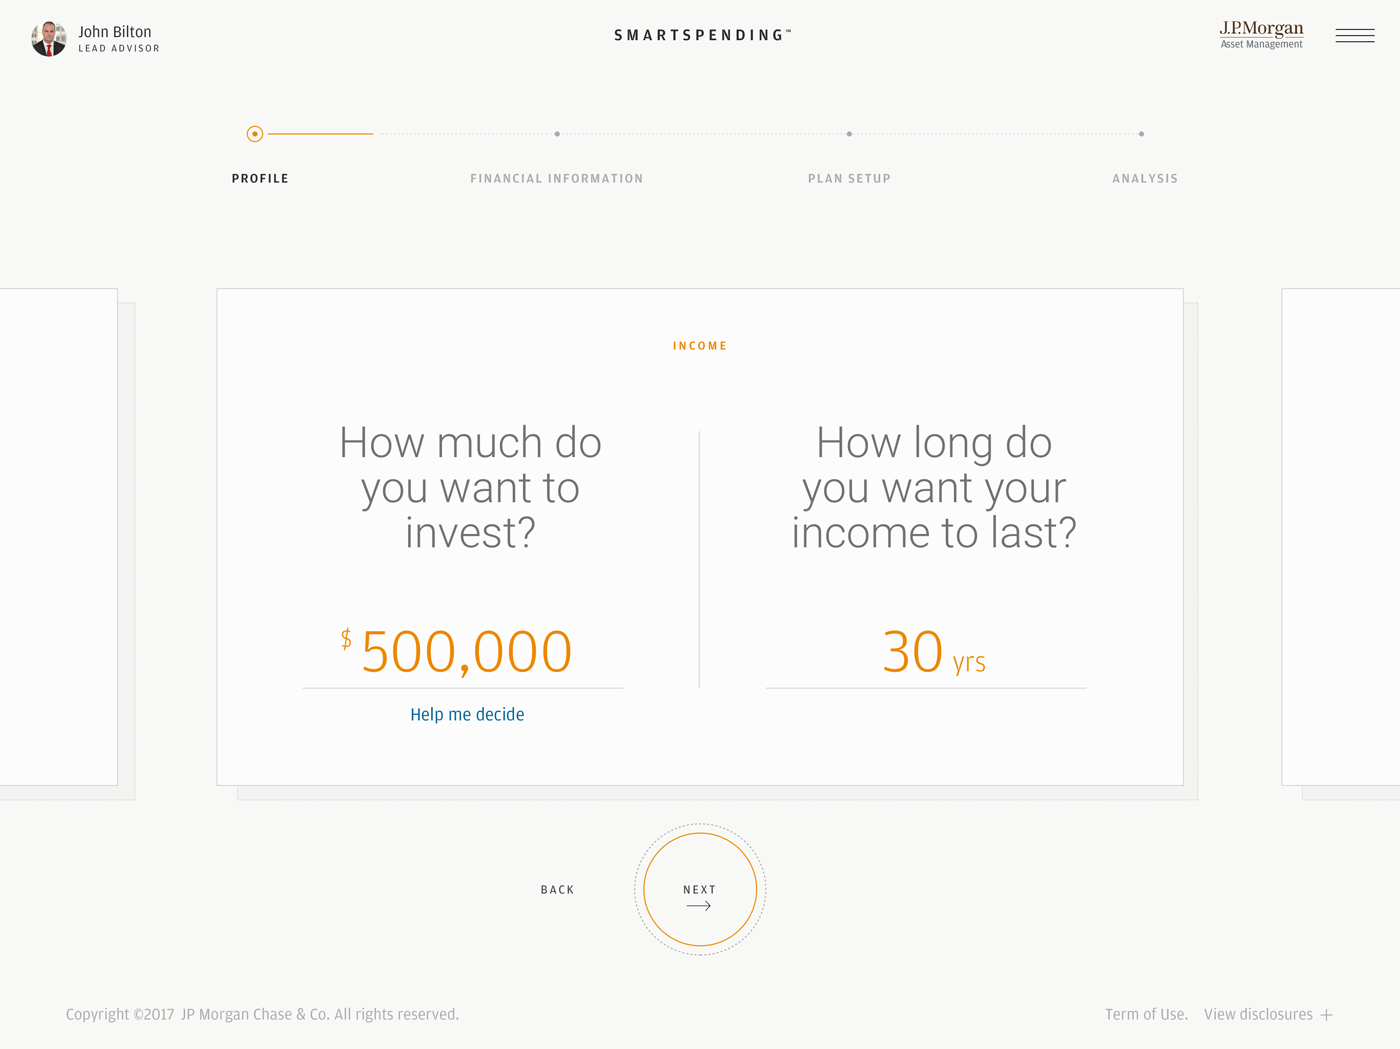 John Bilton
LEAD ADVISOR
SMARTSPENDING℠
J.P.Morgan
Asset Management
PROFILE
FINANCIAL INFORMATION
PLAN SETUP
ANALYSIS
INCOME
How much do
you want to
invest?
$ 500,000
Help me decide
How long do
you want your
income to last?
30 yrs
BACK
NEXT
Copyright ©2017 JP Morgan Chase & Co. All rights reserved.
Term of Use. View disclosures +